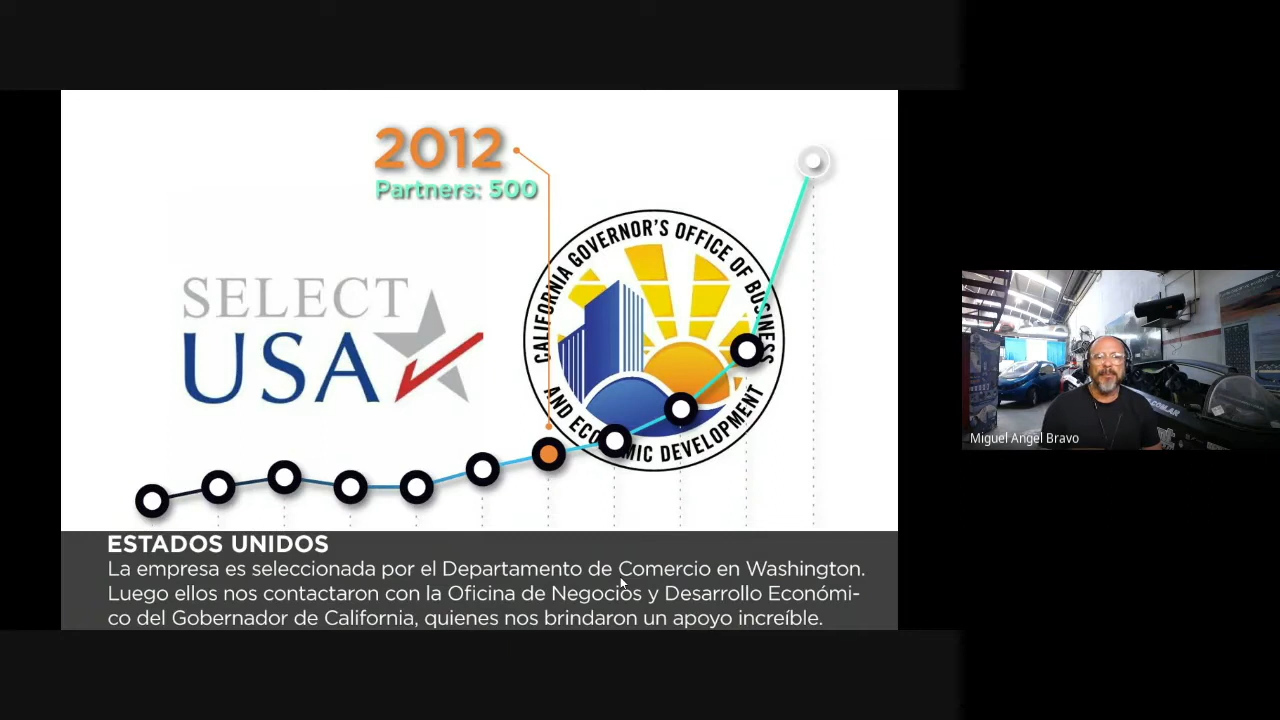 2012
Partners: 500
SELECT
USA
CALIFORNIA GOVERNOR'S OFFICE OF BUSINESS
AND ECONOMIC DEVELOPMENT
ESTADOS UNIDOS
La empresa es seleccionada por el Departamento de Comercio en Washington.
Luego ellos nos contactaron con la Oficina de Negocios y Desarrollo Económi-
co del Gobernador de California, quienes nos brindaron un apoyo increíble.
Miguel Angel Bravo